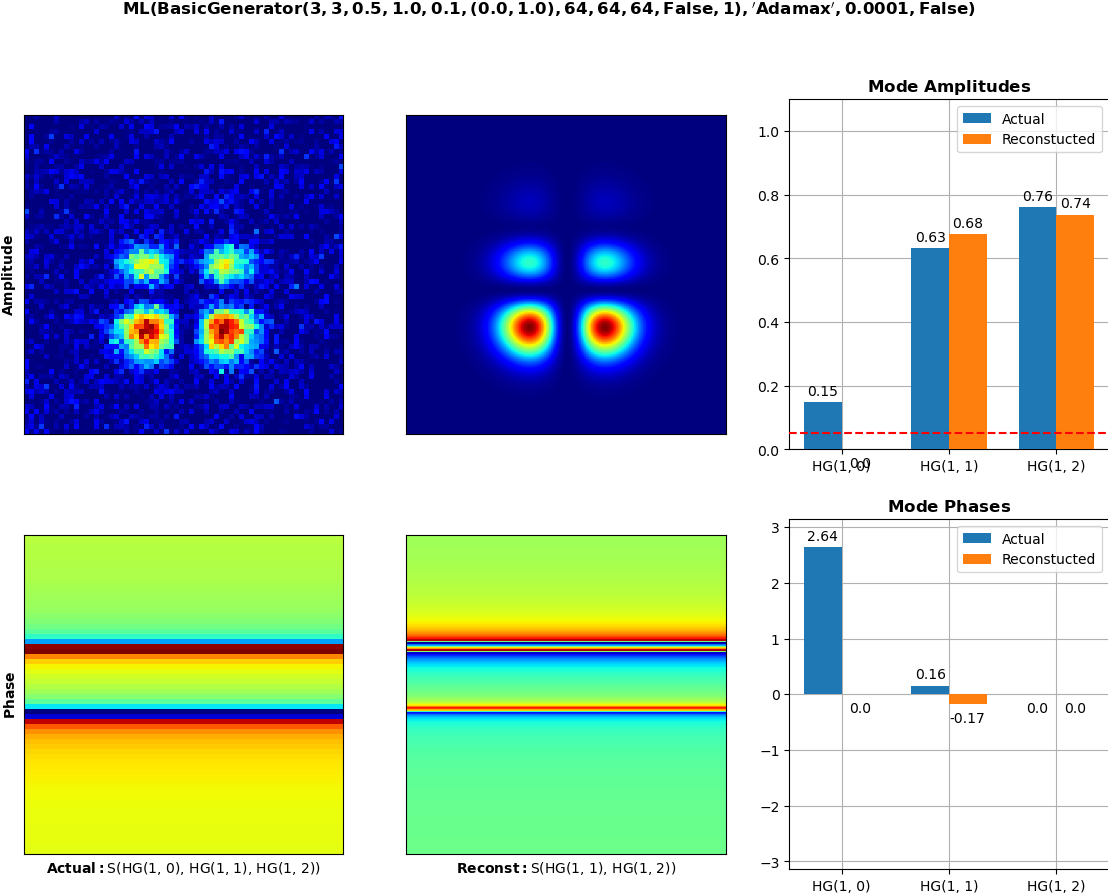 ML(BasicGenerator(3, 3, 0.5, 1.0, 0.1, (0.0, 1.0), 64, 64, 64, False, 1), ′Adamax′, 0.0001, False)
Amplitude
Mode Amplitudes
Actual
Reconstucted
1.0
0.8
0.6
0.4
0.2
0.0
0.15
0.0
0.63
0.68
0.76
0.74
HG(1, 0)
HG(1, 1)
HG(1, 2)
Phase
Actual: S(HG(1, 0), HG(1, 1), HG(1, 2))
Reconst: S(HG(1, 1), HG(1, 2))
Mode Phases
Actual
Reconstucted
3
2
1
0
−1
−2
−3
2.64
0.0
0.16
-0.17
0.0
0.0
HG(1, 0)
HG(1, 1)
HG(1, 2)